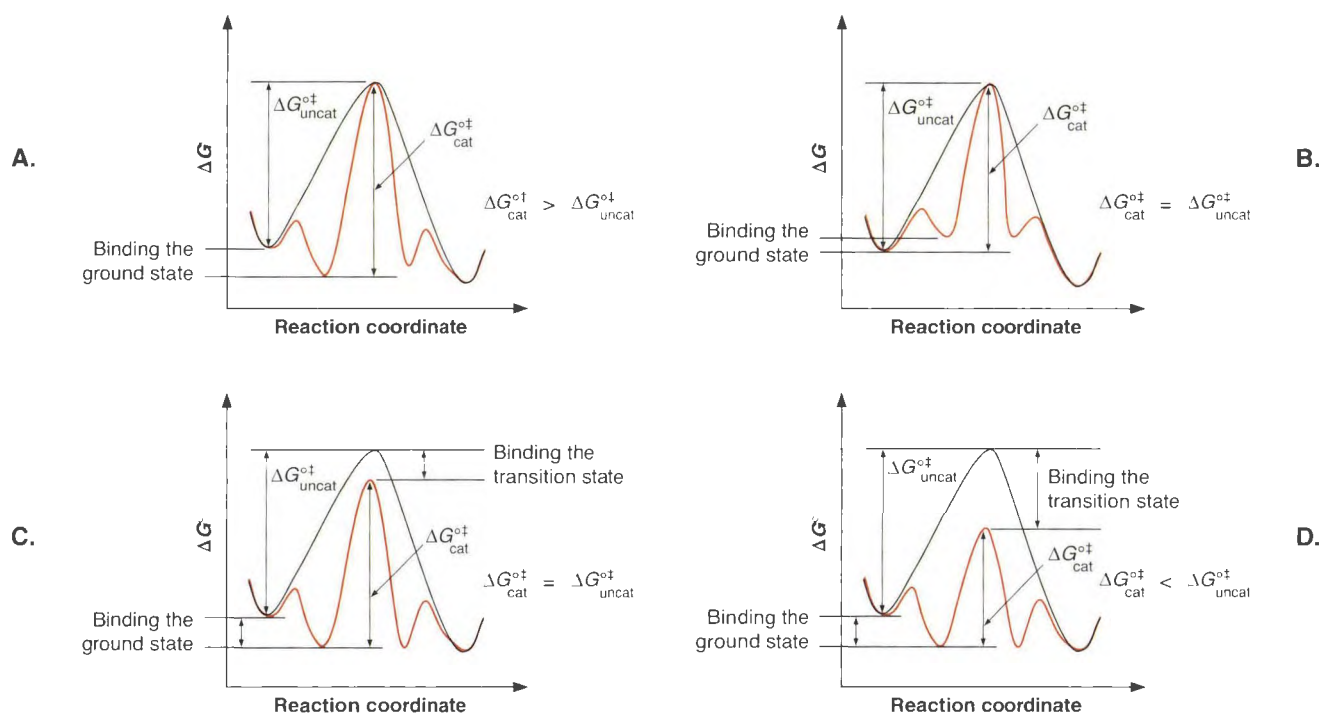 A.
ΔG
ΔG°‡uncat
ΔG°‡cat
ΔG°‡cat > ΔG°‡uncat
Binding the
ground state
Reaction coordinate
B.
ΔG
ΔG°‡uncat
ΔG°‡cat
ΔG°‡cat = ΔG°‡uncat
Binding the
ground state
Reaction coordinate
C.
ΔG
ΔG°‡uncat
Binding the
transition state
ΔG°‡cat
ΔG°‡cat = ΔG°‡uncat
Binding the
ground state
Reaction coordinate
D.
ΔG
ΔG°‡uncat
Binding the
transition state
ΔG°‡cat
ΔG°‡cat < ΔG°‡uncat
Binding the
ground state
Reaction coordinate